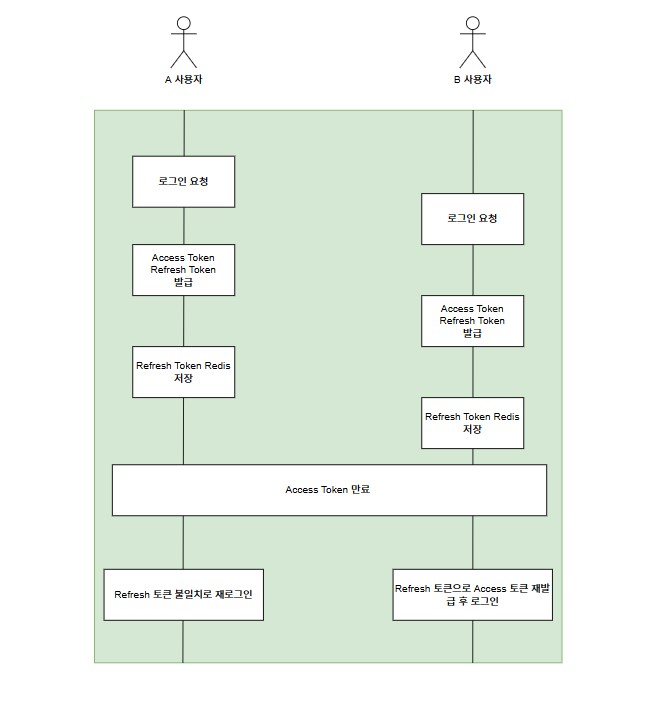 A 사용자
B 사용자
로그인 요청
로그인 요청
Access Token
Refresh Token
발급
Access Token
Refresh Token
발급
Refresh Token Redis
저장
Refresh Token Redis
저장
Access Token 만료
Refresh 토큰 불일치로 재로그인
Refresh 토큰으로 Access 토큰 재발
급 후 로그인